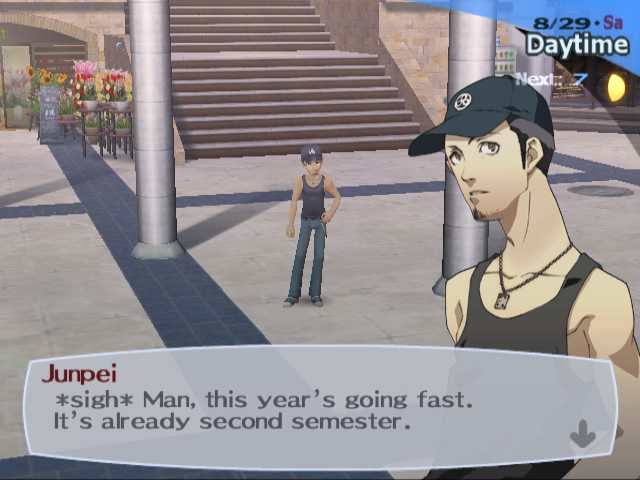 8/29・Sa
Daytime
Next: 7
Junpei
*sigh* Man, this year's going fast.
It's already second semester.